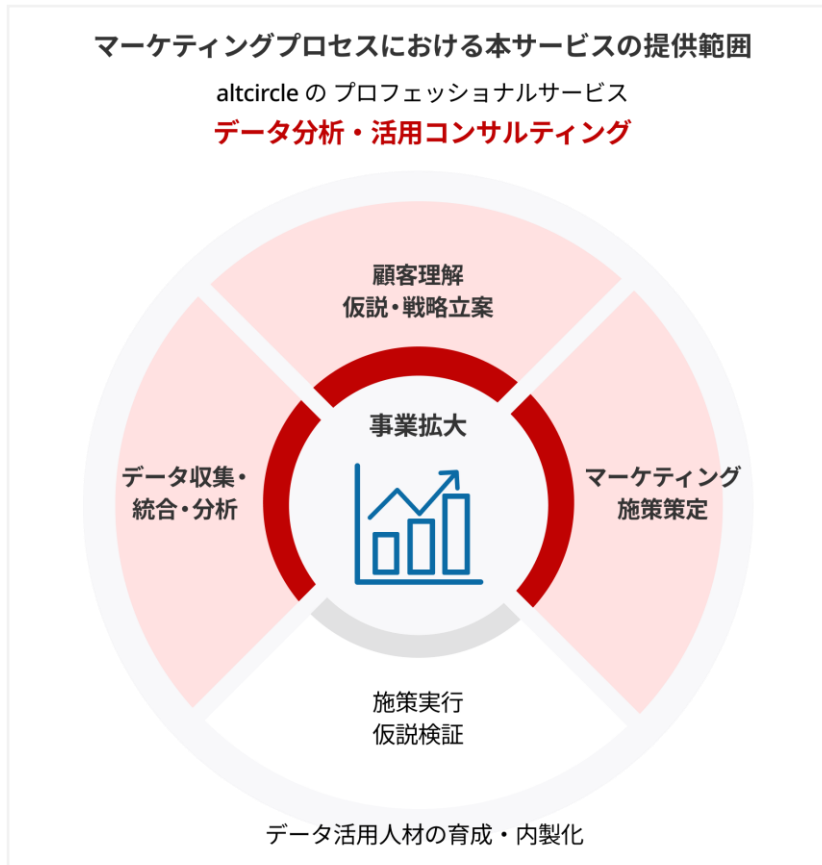 マーケティングプロセスにおける本サービスの提供範囲
altcircle の プロフェッショナルサービス
データ分析・活用コンサルティング
顧客理解
仮説・戦略立案
事業拡大
データ収集・
統合・分析
マーケティング
施策策定
施策実行
仮説検証
データ活用人材の育成・内製化